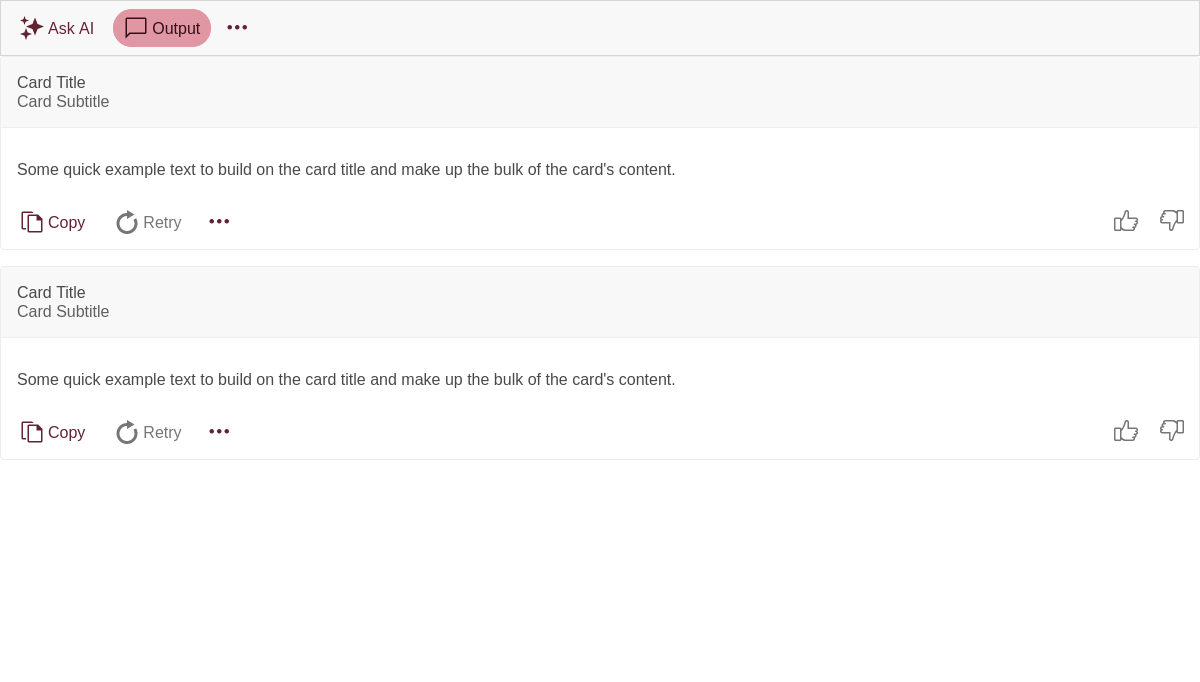 Ask AI Output
Card Title
Card Subtitle
Some quick example text to build on the card title and make up the bulk of the card's content.
Copy Retry
Card Title
Card Subtitle
Some quick example text to build on the card title and make up the bulk of the card's content.
Copy Retry